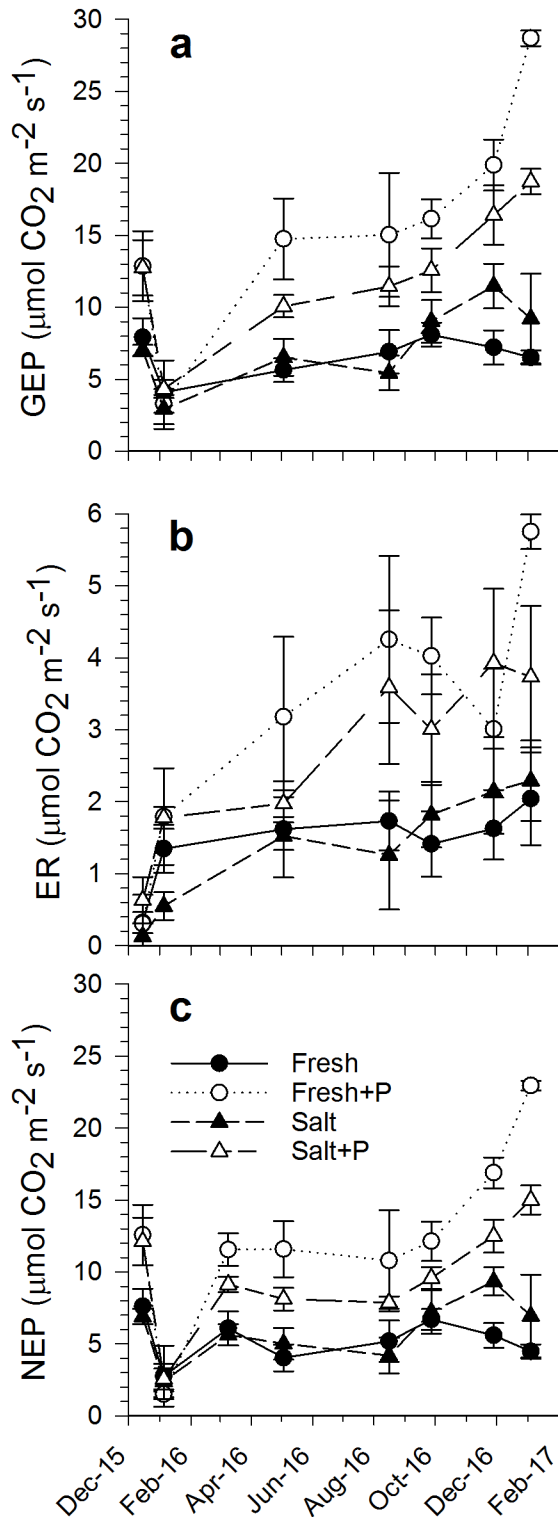 a
30
25
20
15
10
5
0
GEP (μmol CO₂ m⁻² s⁻¹)
b
6
5
4
3
2
1
0
ER (μmol CO₂ m⁻² s⁻¹)
c
30
25
20
15
10
5
0
NEP (μmol CO₂ m⁻² s⁻¹)
Fresh
Fresh+P
Salt
Salt+P
Dec-15
Feb-16
Apr-16
Jun-16
Aug-16
Oct-16
Dec-16
Feb-17